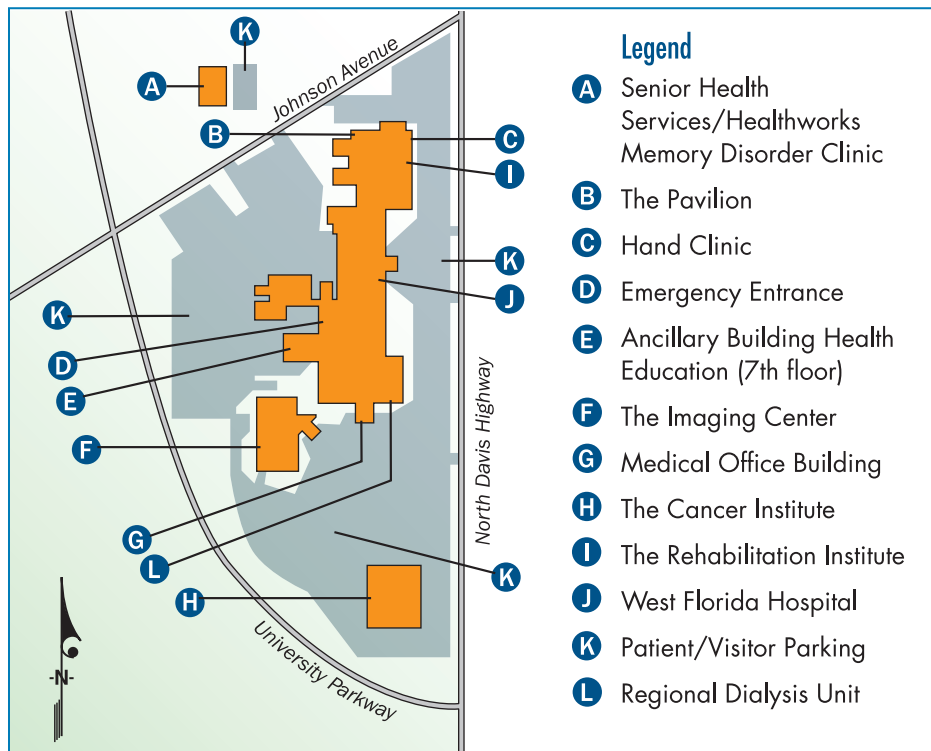 K
A
Johnson Avenue
B
C
I
K
J
K
D
E
F
G
L
K
H
North Davis Highway
University Parkway
-N-
Legend
A Senior Health
Services/Healthworks
Memory Disorder Clinic
B The Pavilion
C Hand Clinic
D Emergency Entrance
E Ancillary Building Health
Education (7th floor)
F The Imaging Center
G Medical Office Building
H The Cancer Institute
I The Rehabilitation Institute
J West Florida Hospital
K Patient/Visitor Parking
L Regional Dialysis Unit